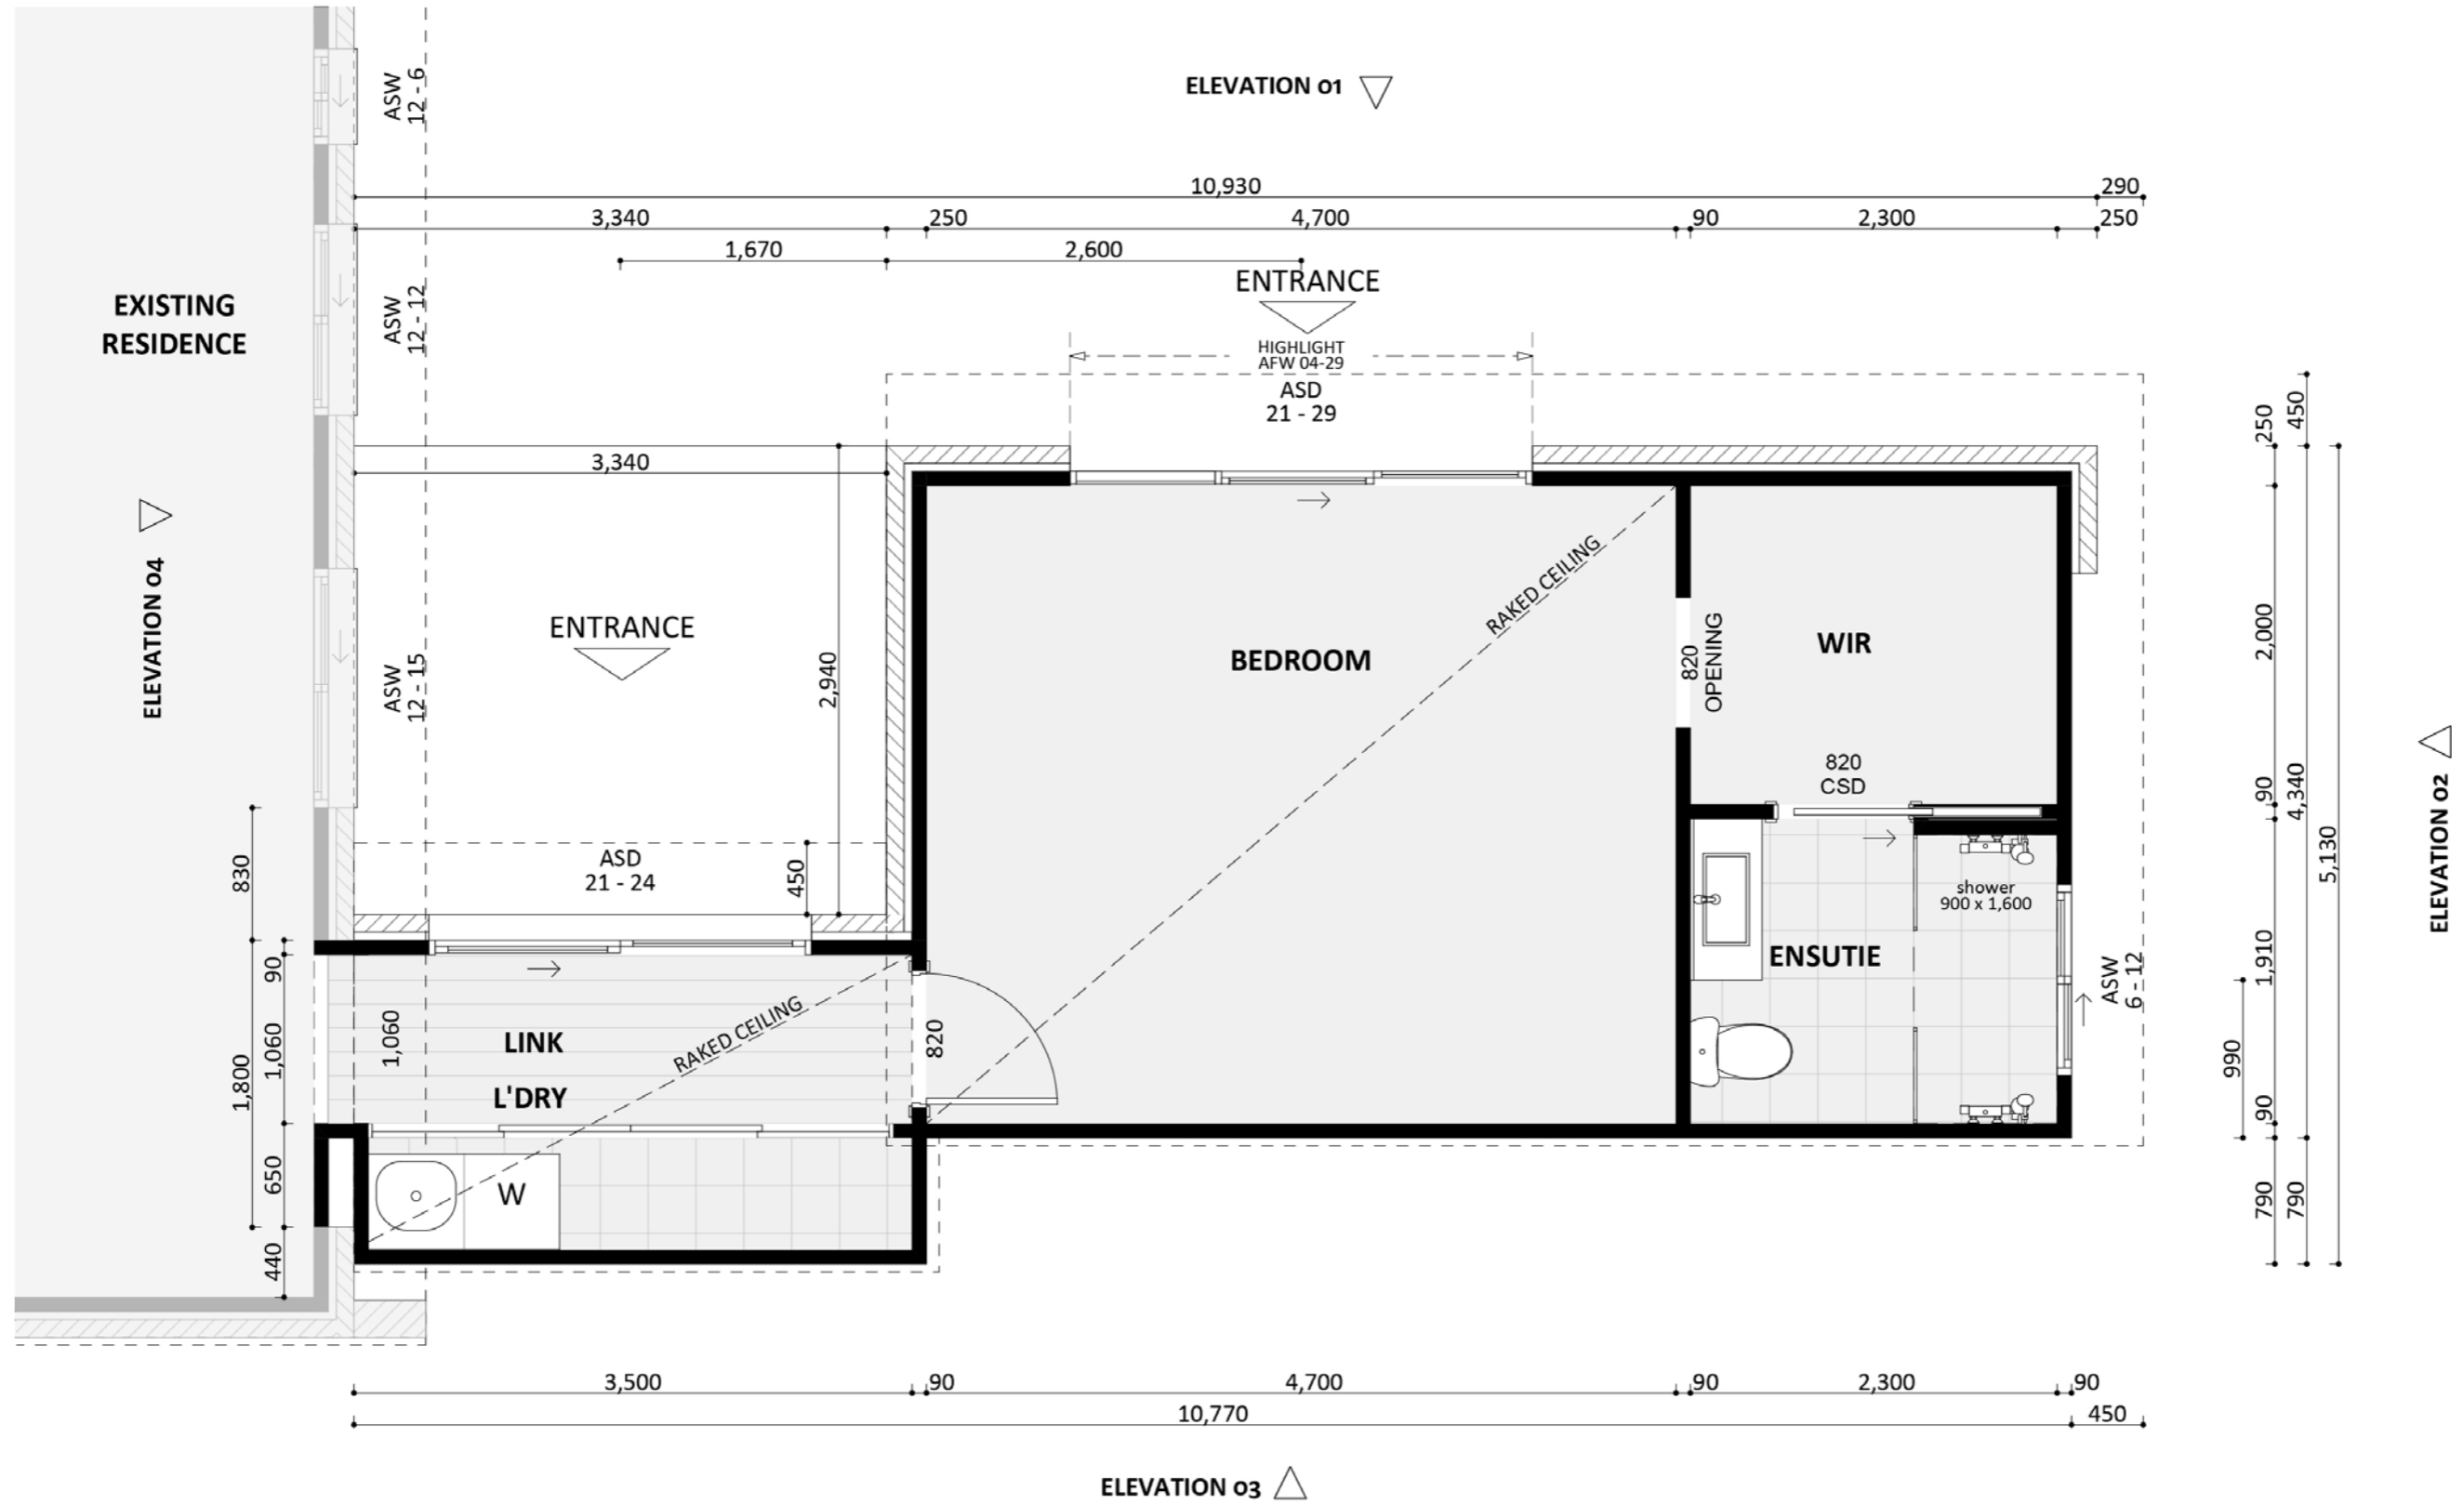 ELEVATION 01
ASW
12 - 6
10,930
290
3,340
250
4,700
90
2,300
250
1,670
2,600
ENTRANCE
HIGHLIGHT
AFW 04-29
ASD
21 - 29
EXISTING
RESIDENCE
ASW
12 - 12
3,340
ELEVATION 04
ENTRANCE
ASW
12 - 15
2,940
BEDROOM
RAKED CEILING
820
OPENING
WIR
820
CSD
250
450
2,000
90
4,340
5,130
1,910
990
90
790
790
ELEVATION 02
ASD
21 - 24
450
830
90
1,060
1,800
650
440
1,060
LINK
L'DRY
RAKED CEILING
820
W
shower
900 x 1,600
ENSUTIE
ASW
6 - 12
3,500
90
4,700
90
2,300
90
10,770
450
ELEVATION 03